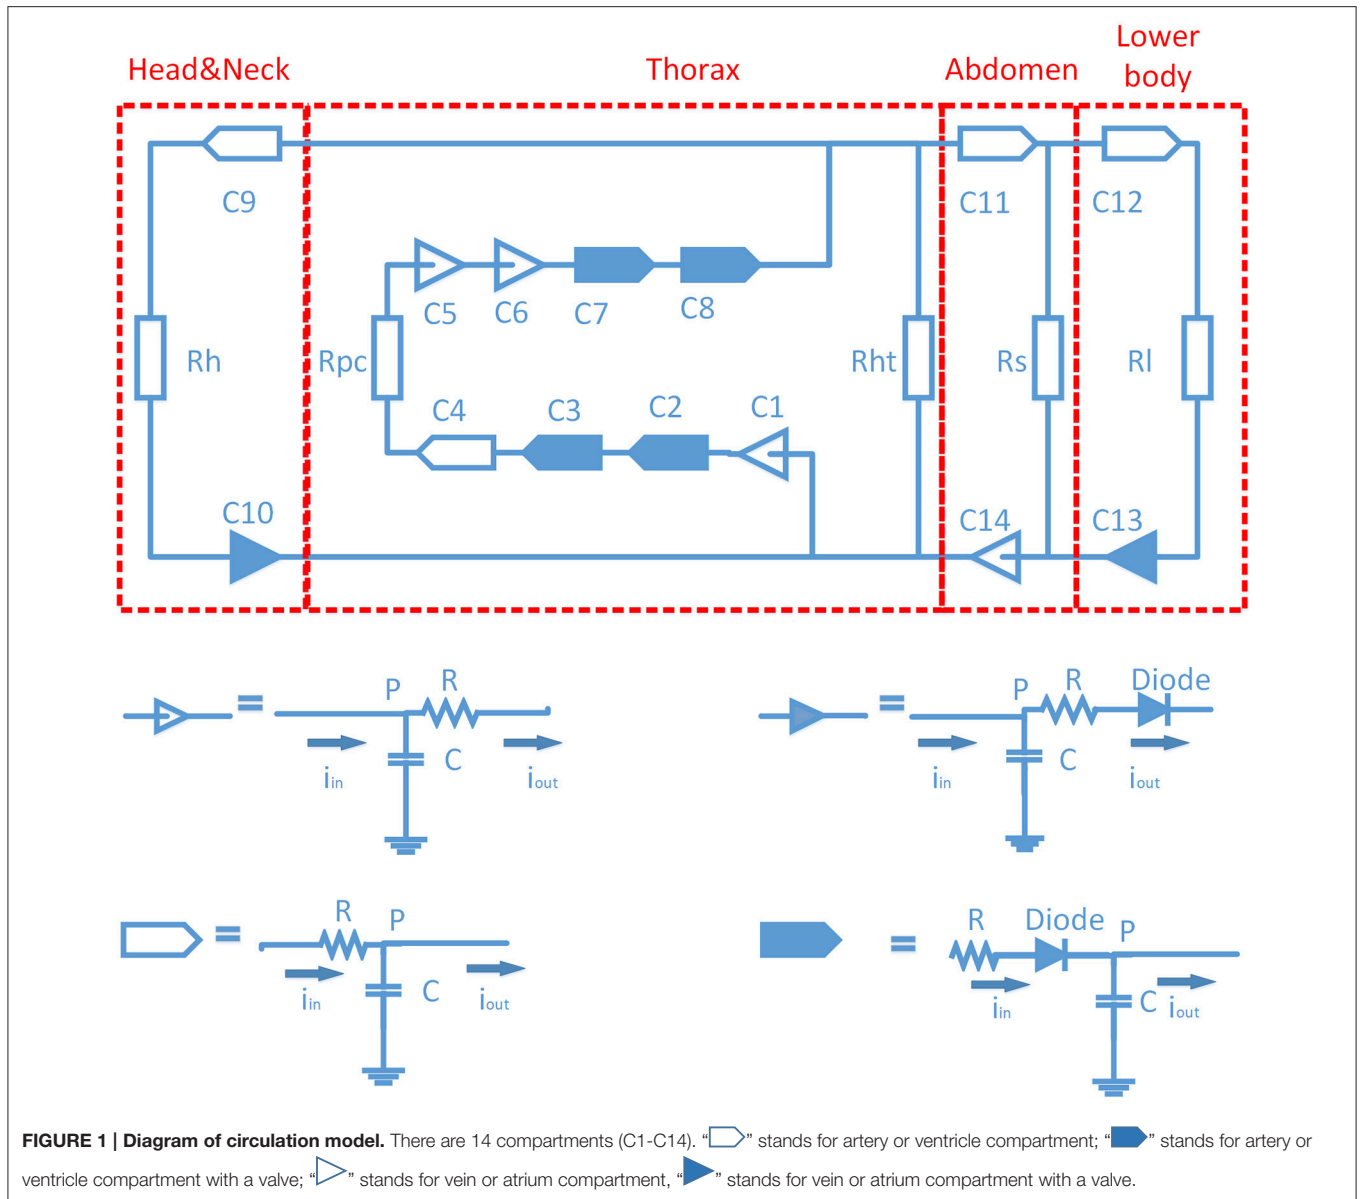 Head&Neck
Thorax
Abdomen
Lower
body
C9
C11
C12
C5
C6
C7
C8
Rh
Rpc
Rht
Rs
Rl
C4
C3
C2
C1
C10
C14
C13
P
R
C
iin
iout
P
R
Diode
C
iin
iout
R
P
C
iin
iout
R
Diode
P
C
iin
iout
FIGURE 1 | Diagram of circulation model. There are 14 compartments (C1-C14). “ ” stands for artery or ventricle compartment; “ ” stands for artery or
ventricle compartment with a valve; “ ” stands for vein or atrium compartment, “ ” stands for vein or atrium compartment with a valve.